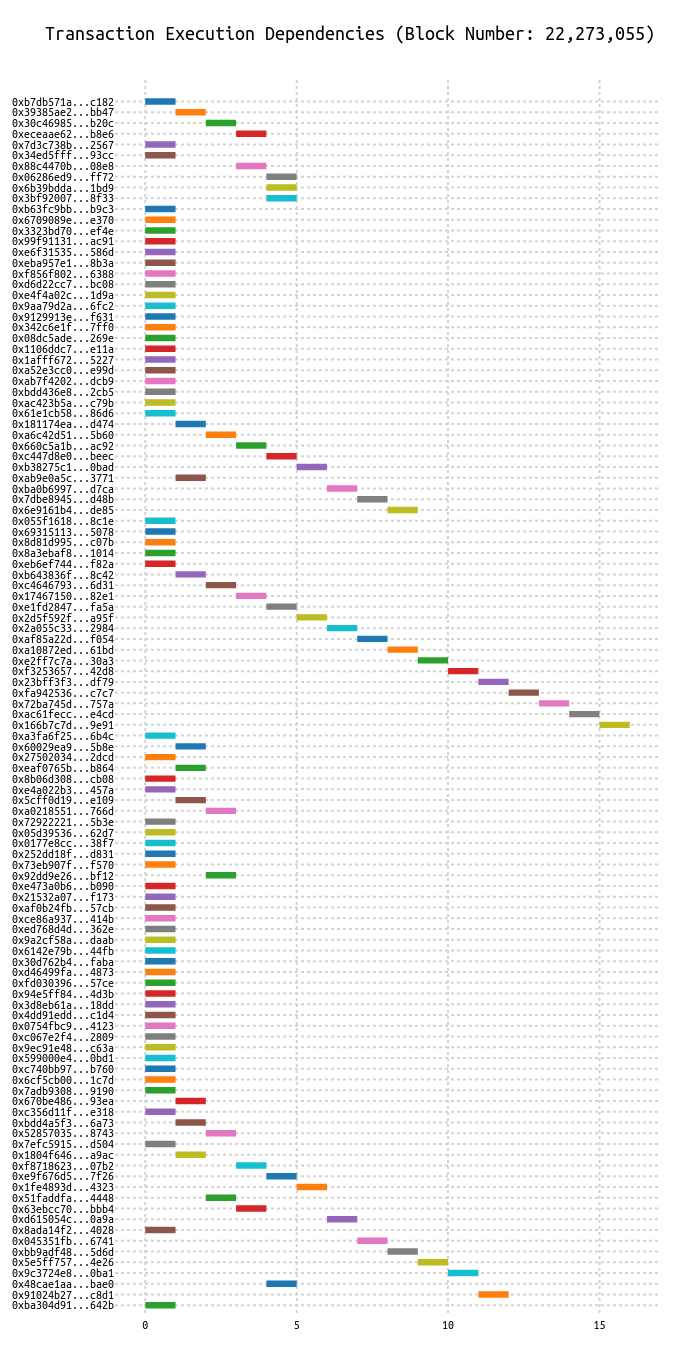 Transaction Execution Dependencies (Block Number: 22,273,055)
0xb7db571a...c182
0x39385ae2...bb47
0x30c46985...b20c
0xeceaae62...b8e6
0x7d3c738b...2567
0x34ed5fff...93cc
0x88c4470b...08e8
0x06286ed9...ff72
0x6b39bdda...1bd9
0x3bf92007...8f33
0xb63fc9bb...b9c3
0x6709089e...e370
0x3323bd70...ef4e
0x99f91131...ac91
0xe6f31535...586d
0xeba957e1...8b3a
0xf856f802...6388
0xd6d22cc7...bc08
0xe4f4a02c...1d9a
0x9aa79d2a...6fc2
0x9129913e...f631
0x342c6e1f...7ff0
0x08dc5ade...269e
0x1106ddc7...e11a
0x1afff672...5227
0xa52e3cc0...e99d
0xab7f4202...dcb9
0xbdd436e8...2cb5
0xac423b5a...c79b
0x61e1cb58...86d6
0x181174ea...d474
0xa6c42d51...5b60
0x660c5a1b...ac92
0xc447d8e0...beec
0xb38275c1...0bad
0xab9e0a5c...3771
0xba0b6997...d7ca
0x7dbe8945...d48b
0x6e9161b4...de85
0x055f1618...8c1e
0x69315113...5078
0x8d81d995...c07b
0x8a3ebaf8...1014
0xeb6ef744...f82a
0xb643836f...8c42
0xc4646793...6d31
0x17467150...82e1
0xe1fd2847...fa5a
0x2d5f592f...a95f
0x2a055c33...2984
0xaf85a22d...f054
0xa10872ed...61bd
0xe2ff7c7a...30a3
0xf3253657...42d8
0x23bff3f3...df79
0xfa942536...c7c7
0x72ba745d...757a
0xac61fecc...e4cd
0x166b7c7d...9e91
0xa3fa6f25...6b4c
0x60029ea9...5b8e
0x27502034...2dcd
0xeaf0765b...b864
0x8b06d308...cb08
0xe4a022b3...457a
0x5cff0d19...e109
0xa0218551...766d
0x72922221...5b3e
0x05d39536...62d7
0x0177e8cc...38f7
0x252dd18f...d831
0x73eb907f...f570
0x92dd9e26...bf12
0xe473a0b6...b090
0x21532a07...f173
0xaf0b24fb...57cb
0xce86a937...414b
0xed768d4d...362e
0x9a2cf58a...daab
0x6142e79b...44fb
0x30d762b4...faba
0xd46499fa...4873
0xfd030396...57ce
0x94e5ff84...4d3b
0x3d8eb61a...18dd
0x4dd91edd...c1d4
0x0754fbc9...4123
0xc067e2f4...2809
0x9ec91e48...c63a
0x599000e4...0bd1
0xc740bb97...b760
0x6cf5cb00...1c7d
0x7adb9308...9190
0x670be486...93ea
0xc356d11f...e318
0xbdd4a5f3...6a73
0x52857035...8743
0x7efc5915...d504
0x1804f646...a9ac
0xf8718623...07b2
0xe9f676d5...7f26
0x1fe4893d...4323
0x51faddfa...4448
0x63ebcc70...bbb4
0xd615054c...0a9a
0x8ada14f2...4028
0x045351fb...6741
0xbb9adf48...5d6d
0x5e5ff757...4e26
0x9c3724e8...0ba1
0x48cae1aa...bae0
0x91024b27...c8d1
0xba304d91...642b
0 5 10 15